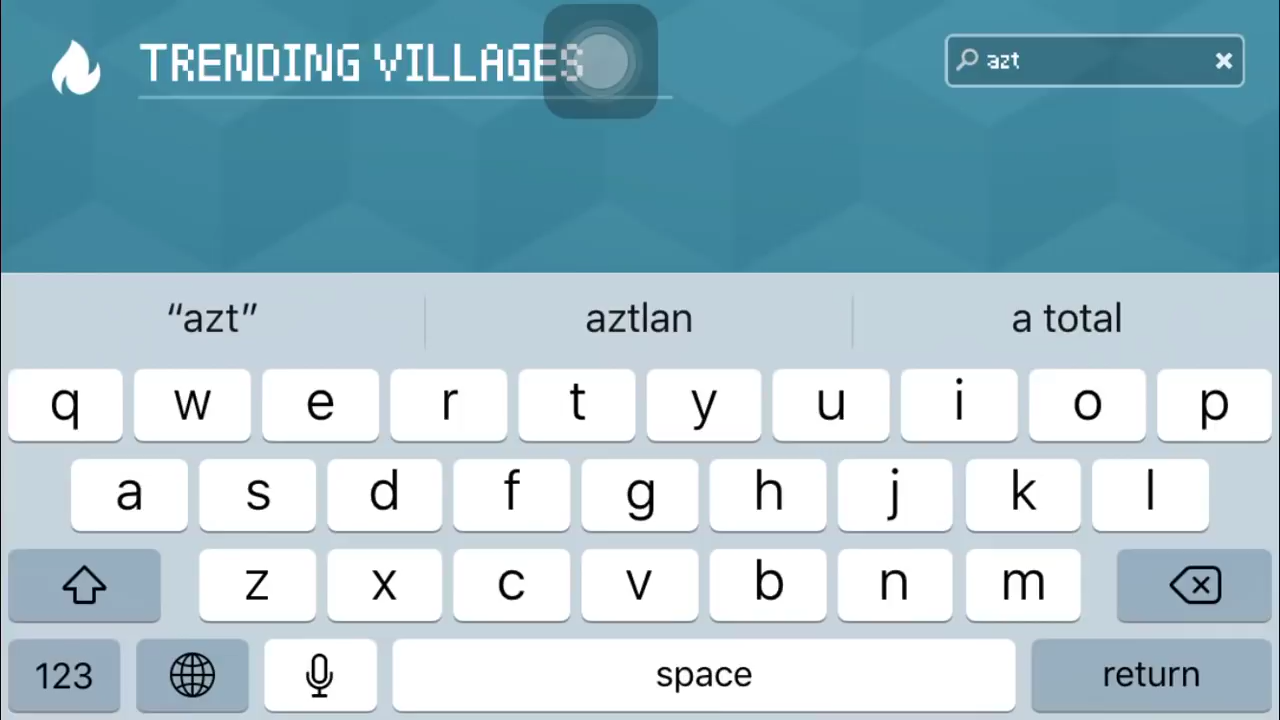 TRENDING VILLAGES
azt
“azt” aztlan a total
q w e r t y u i o p
a s d f g h j k l
z x c v b n m
123 space return